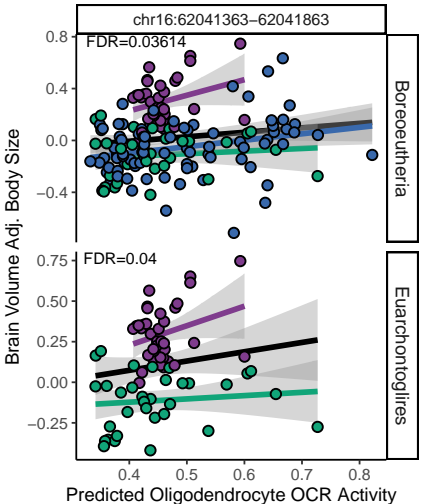 chr16:62041363−62041863
FDR=0.03614
0.8
0.4
0.0
−0.4
Boreoeutheria
Brain Volume Adj. Body Size
FDR=0.04
0.75
0.50
0.25
0.00
−0.25
Euarchontoglires
0.4 0.5 0.6 0.7 0.8
Predicted Oligodendrocyte OCR Activity